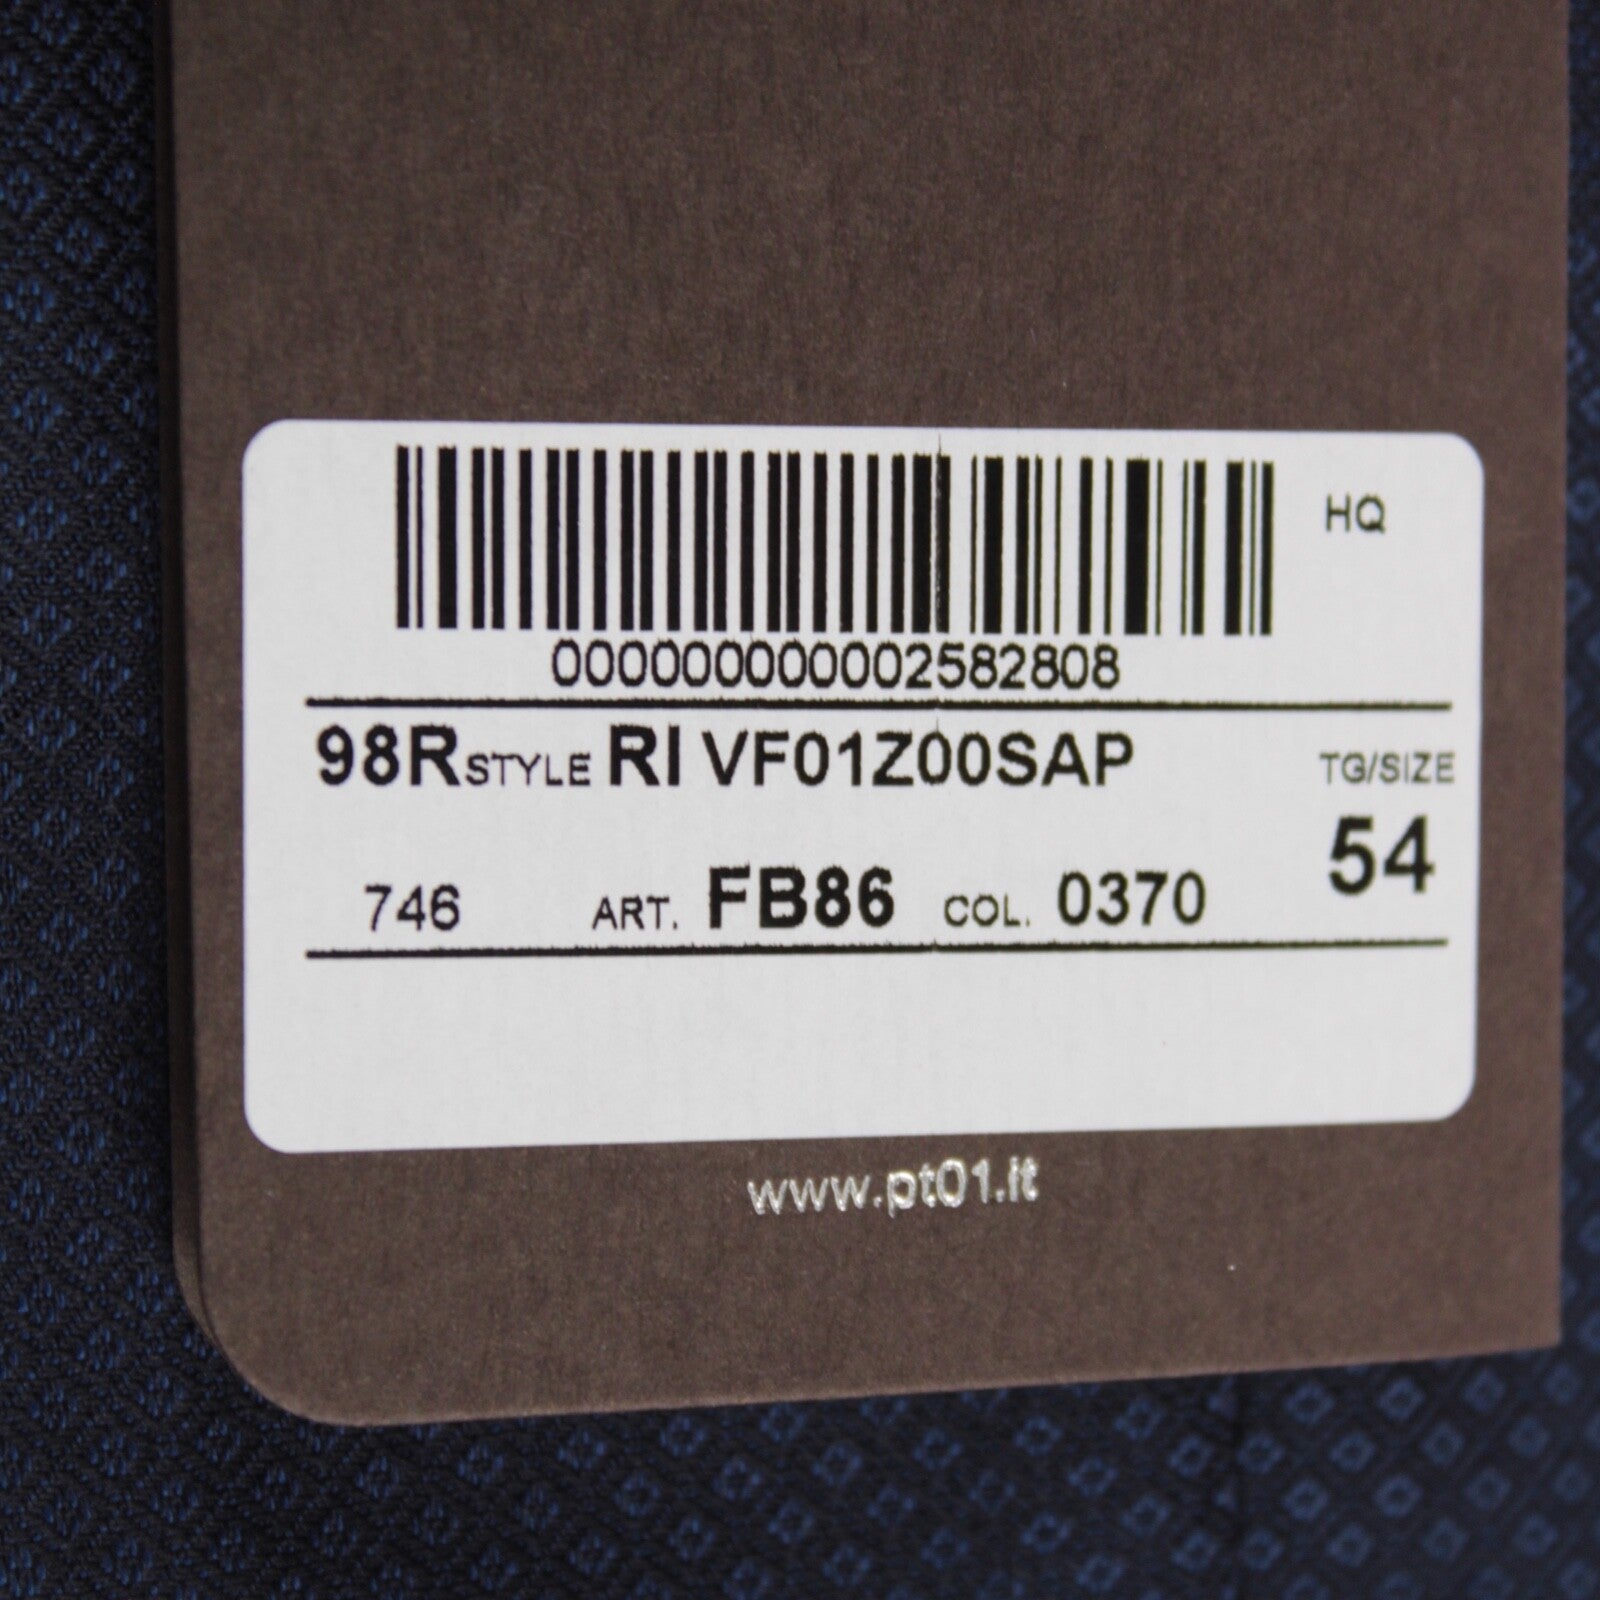 HQ
000000000002582808
98R STYLE RI VF01Z00SAP TG/SIZE
54
746 ART. FB86 COL. 0370
www.pt01.it